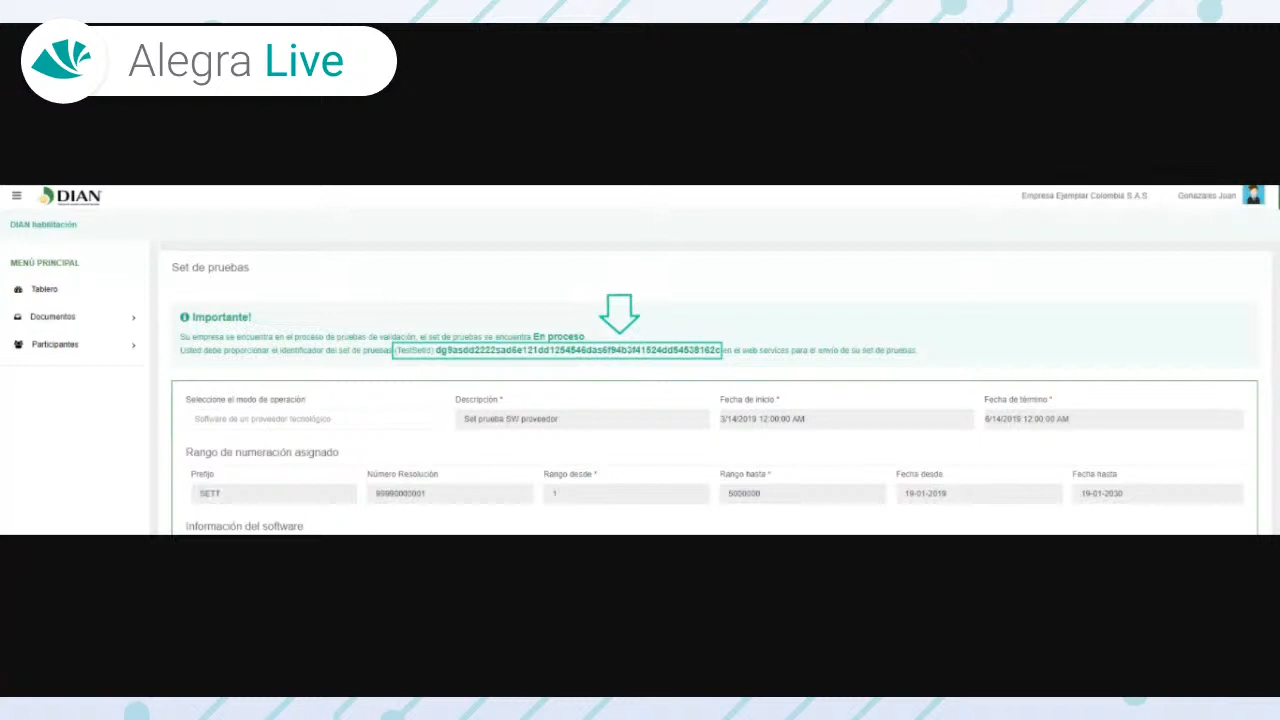 Alegra Live
DIAN
Empresa Ejemplar Colombia S.A.S
Gonazales Juan
DIAN habilitación
MENÚ PRINCIPAL
Tablero
Documentos
Participantes
Set de pruebas
Importante!
Su empresa se encuentra en el proceso de pruebas de validación, el set de pruebas se encuentra En proceso
Usted debe proporcionar el identificador del set de pruebas (TestSetId) dg9asdd2222sad6e121dd1254546das6f94b3f41524dd54538162c en el web services para el envío de su set de pruebas.
Seleccione el modo de operación
Descripción *
Fecha de inicio *
Fecha de término *
Software de un proveedor tecnológico
Set prueba SW proveedor
3/14/2019 12:00:00 AM
6/14/2019 12:00:00 AM
Rango de numeración asignado
Prefijo
Número Resolución
Rango desde *
Rango hasta *
Fecha desde
Fecha hasta
SETT
1
5000000
19-01-2019
19-01-2030
Información del software